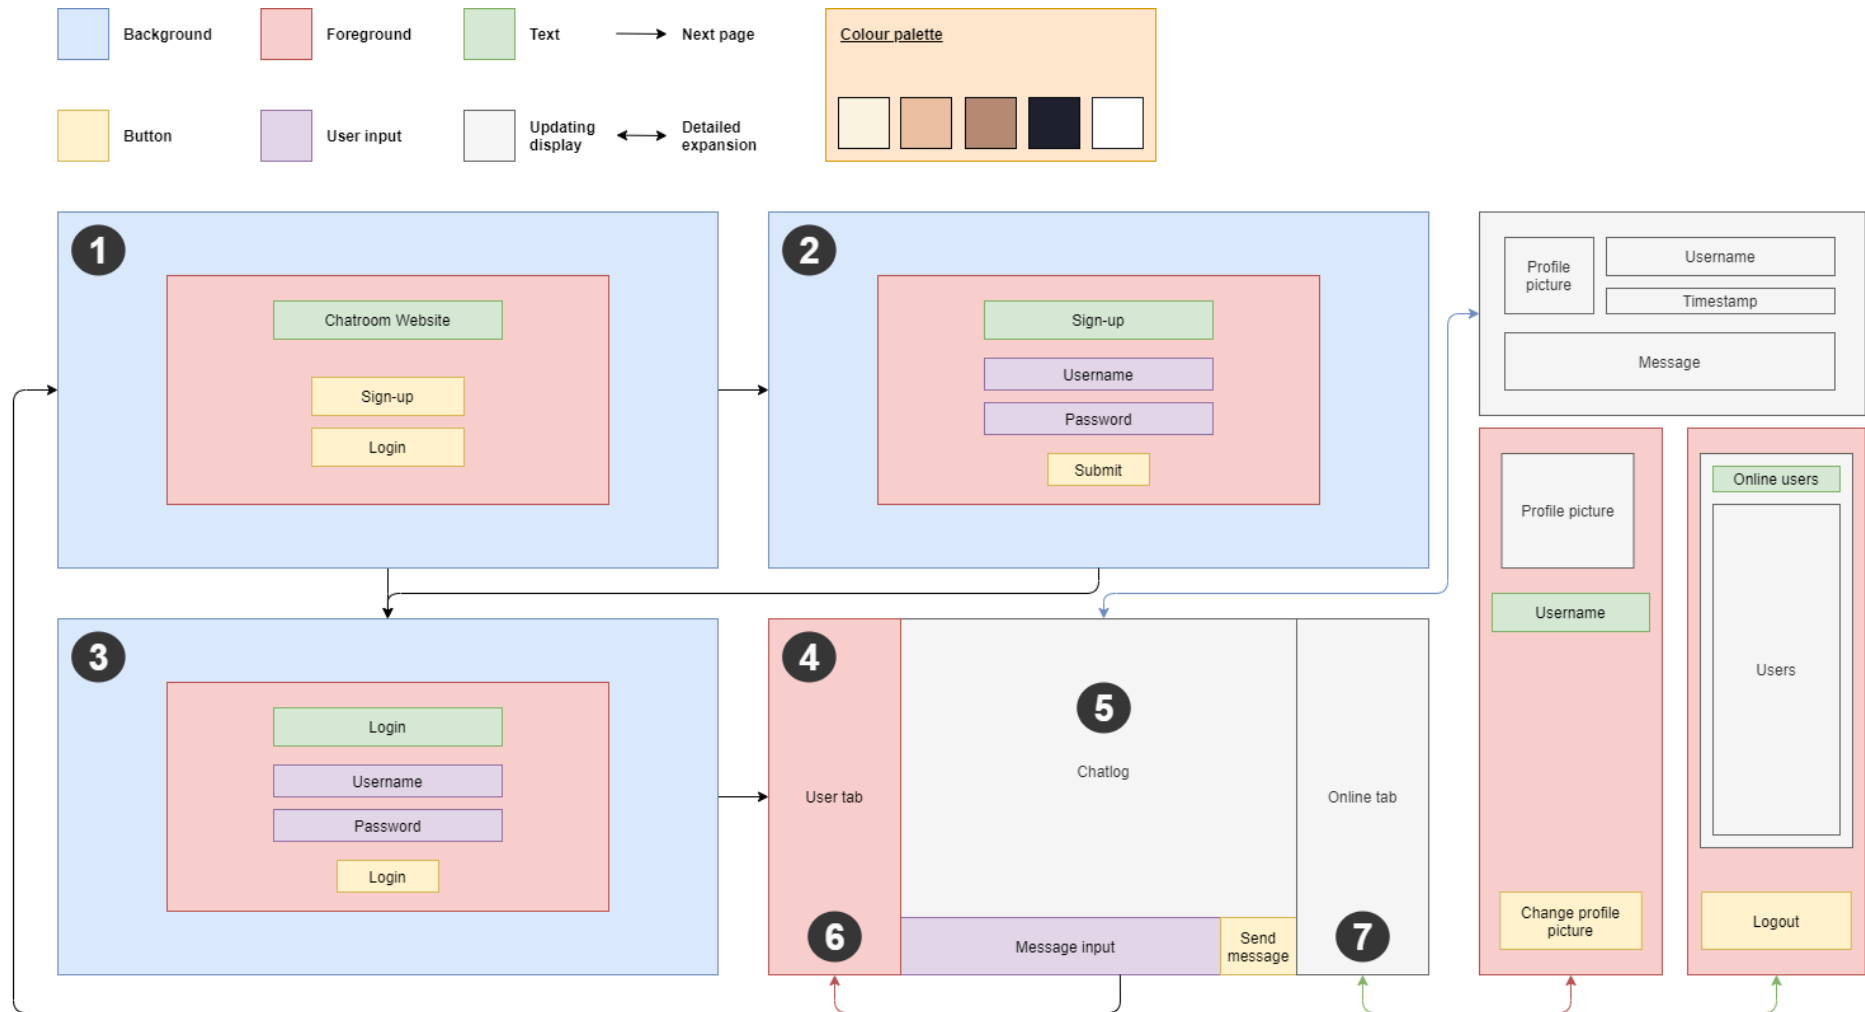 Background
Foreground
Text
Next page
Colour palette
Button
User input
Updating
display
Detailed
expansion
1
Chatroom Website
Sign-up
Login
2
Sign-up
Username
Password
Submit
Profile
picture
Username
Timestamp
Message
3
Login
Username
Password
Login
4
User tab
6
5
Chatlog
Message input
Send
message
Online tab
7
Profile picture
Username
Change profile
picture
Online users
Users
Logout